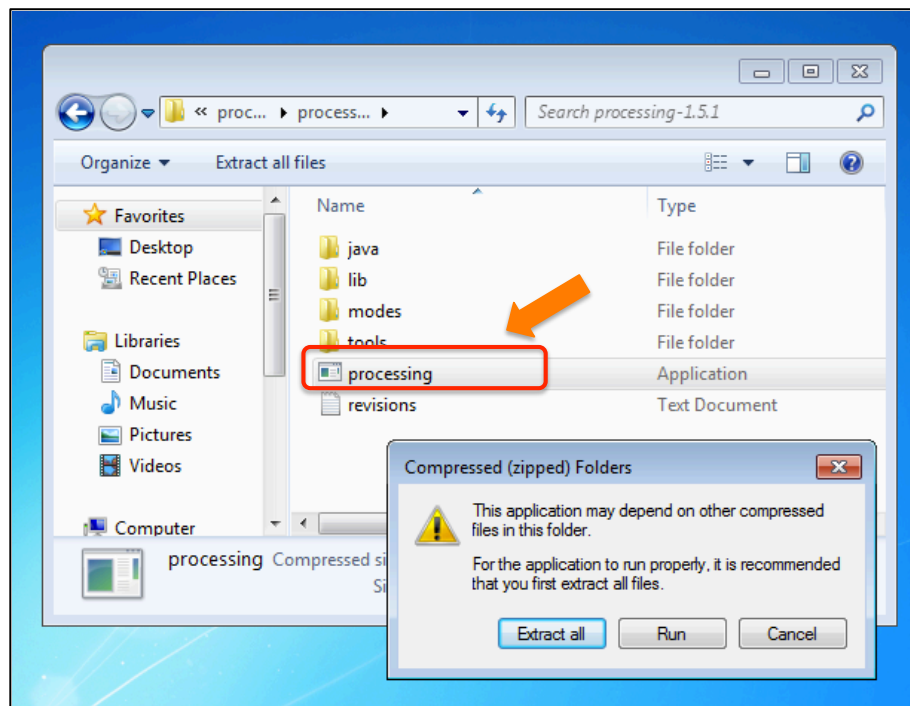 « proc... process...
Search processing-1.5.1
Organize
Extract all files
Favorites
Desktop
Recent Places
Libraries
Documents
Music
Pictures
Videos
Computer
Name Type
java File folder
lib File folder
modes File folder
tools File folder
processing Application
revisions Text Document
processing Compressed si
Si
Compressed (zipped) Folders
This application may depend on other compressed
files in this folder.
For the application to run properly, it is recommended
that you first extract all files.
Extract all Run Cancel